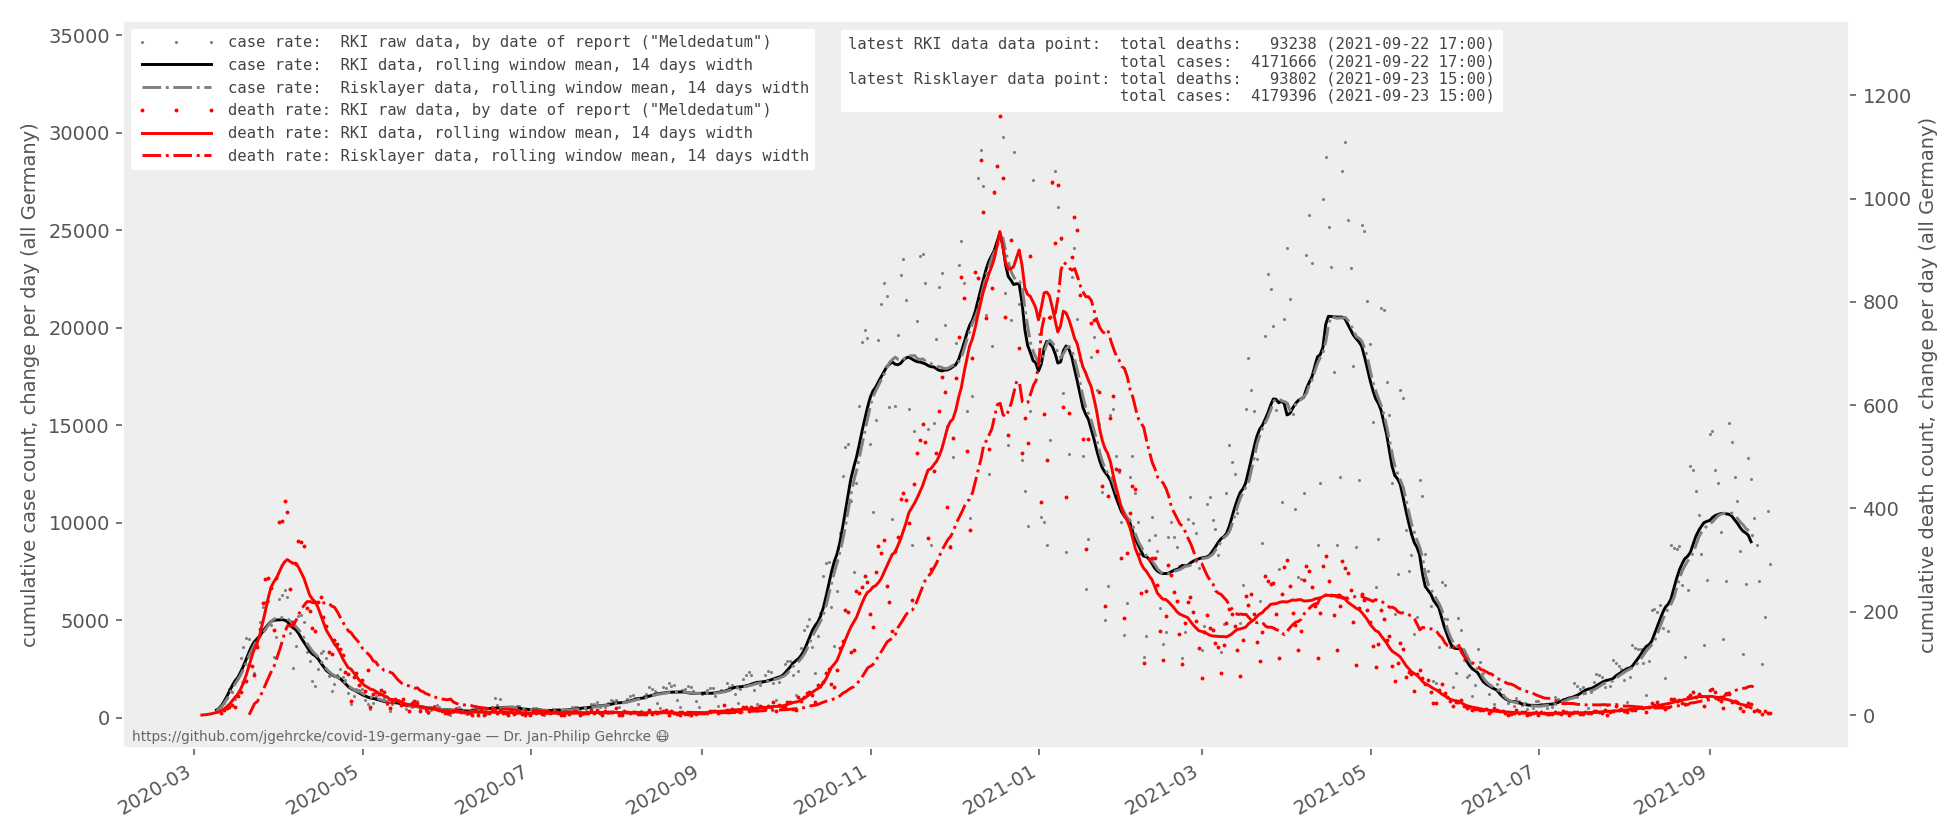 35000
30000
25000
20000
15000
10000
5000
0
cumulative case count, change per day (all Germany)
case rate:  RKI raw data, by date of report ("Meldedatum")
case rate:  RKI data, rolling window mean, 14 days width
case rate:  Risklayer data, rolling window mean, 14 days width
death rate: RKI raw data, by date of report ("Meldedatum")
death rate: RKI data, rolling window mean, 14 days width
death rate: Risklayer data, rolling window mean, 14 days width
latest RKI data data point:  total deaths:   93238 (2021-09-22 17:00)
total cases:  4171666 (2021-09-22 17:00)
latest Risklayer data point: total deaths:   93802 (2021-09-23 15:00)
total cases:  4179396 (2021-09-23 15:00)
1200
1000
800
600
400
200
0
cumulative death count, change per day (all Germany)
https://github.com/jgehrcke/covid-19-germany-gae — Dr. Jan-Philip Gehrcke 😷
2020-03
2020-05
2020-07
2020-09
2020-11
2021-01
2021-03
2021-05
2021-07
2021-09